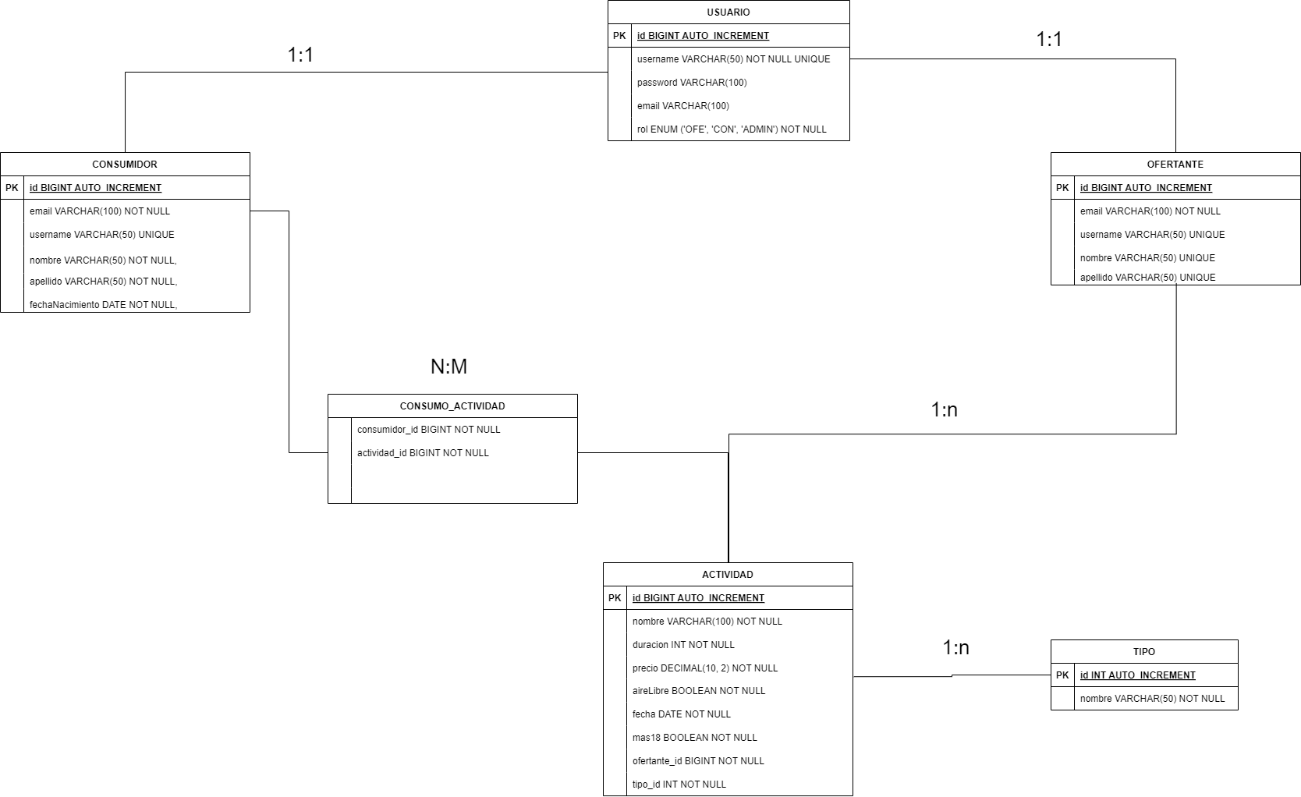 USUARIO
PK id BIGINT AUTO_INCREMENT
username VARCHAR(50) NOT NULL UNIQUE
password VARCHAR(100)
email VARCHAR(100)
rol ENUM ('OFE', 'CON', 'ADMIN') NOT NULL
1:1
1:1
CONSUMIDOR
PK id BIGINT AUTO_INCREMENT
email VARCHAR(100) NOT NULL
username VARCHAR(50) UNIQUE
nombre VARCHAR(50) NOT NULL,
apellido VARCHAR(50) NOT NULL,
fechaNacimiento DATE NOT NULL,
OFERTANTE
PK id BIGINT AUTO_INCREMENT
email VARCHAR(100) NOT NULL
username VARCHAR(50) UNIQUE
nombre VARCHAR(50) UNIQUE
apellido VARCHAR(50) UNIQUE
N:M
CONSUMO_ACTIVIDAD
consumidor_id BIGINT NOT NULL
actividad_id BIGINT NOT NULL
1:n
ACTIVIDAD
PK id BIGINT AUTO_INCREMENT
nombre VARCHAR(100) NOT NULL
duracion INT NOT NULL
precio DECIMAL(10, 2) NOT NULL
aireLibre BOOLEAN NOT NULL
fecha DATE NOT NULL
mas18 BOOLEAN NOT NULL
ofertante_id BIGINT NOT NULL
tipo_id INT NOT NULL
1:n
TIPO
PK id INT AUTO_INCREMENT
nombre VARCHAR(50) NOT NULL